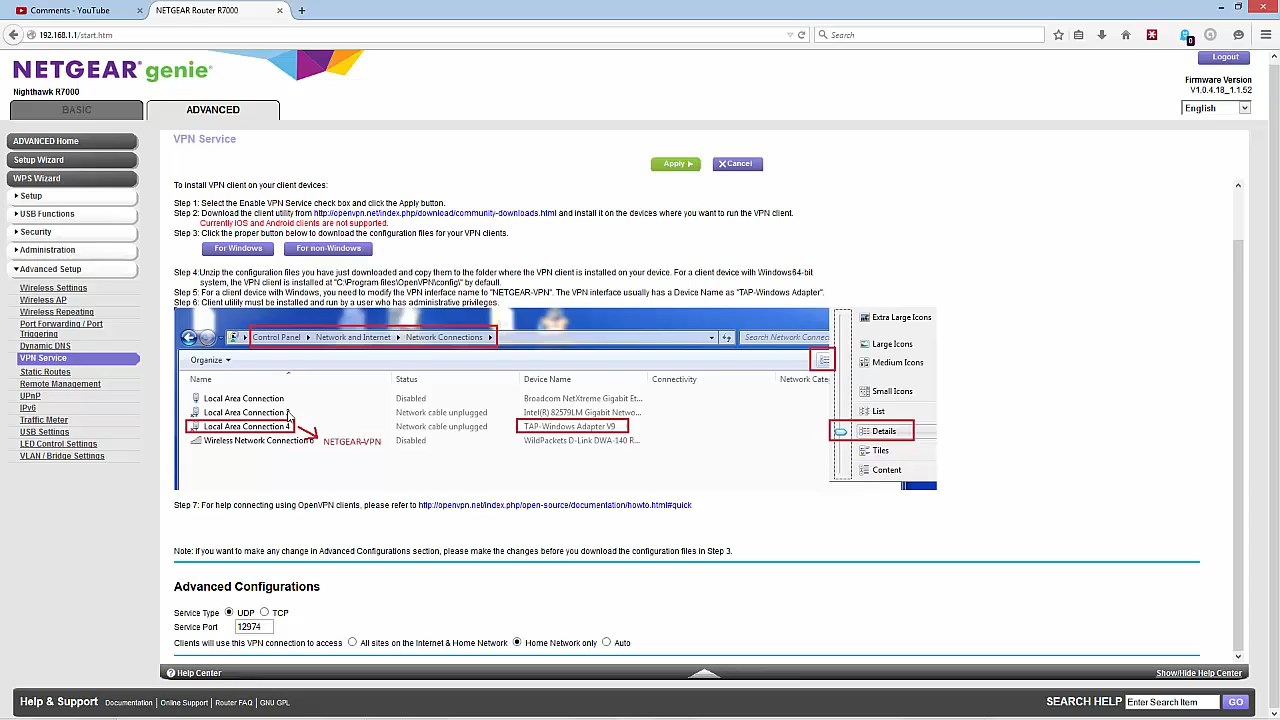 Comments - YouTube
NETGEAR Router R7000
192.168.1.1/start.htm
Search
0
NETGEAR® genie®
Logout
Nighthawk R7000
Firmware Version
V1.0.4.18_1.1.52
BASIC
ADVANCED
English
ADVANCED Home
Setup Wizard
WPS Wizard
Setup
USB Functions
Security
Administration
Advanced Setup
Wireless Settings
Wireless AP
Wireless Repeating
Port Forwarding / Port
Triggering
Dynamic DNS
VPN Service
Static Routes
Remote Management
UPnP
IPv6
Traffic Meter
USB Settings
LED Control Settings
VLAN / Bridge Settings
VPN Service
Apply
Cancel
To install VPN client on your client devices:
Step 1: Select the Enable VPN Service check box and click the Apply button.
Step 2: Download the client utility from http://openvpn.net/index.php/download/community-downloads.html and install it on the devices where you want to run the VPN client.
Currently iOS and Android clients are not supported.
Step 3: Click the proper button below to download the configuration files for your VPN clients.
For Windows
For non-Windows
Step 4:Unzip the configuration files you have just downloaded and copy them to the folder where the VPN client is installed on your device. For a client device with Windows64-bit
system, the VPN client is installed at "C:\Program files\OpenVPN\config\" by default.
Step 5: For a client device with Windows, you need to modify the VPN interface name to "NETGEAR-VPN". The VPN interface usually has a Device Name as "TAP-Windows Adapter".
Step 6: Client utility must be installed and run by a user who has administrative privileges.
Control Panel
Network and Internet
Network Connections
Search Network Connec
Organize
Name
Status
Device Name
Connectivity
Network Cate
Local Area Connection
Disabled
Broadcom NetXtreme Gigabit Et...
Local Area Connection
Network cable unplugged
Intel(R) 82579LM Gigabit Netwo...
Local Area Connection 4
Network cable unplugged
TAP-Windows Adapter V9
Wireless Network Connection
NETGEAR-VPN
Disabled
WildPackets D-Link DWA-140 R...
Extra Large Icons
Large Icons
Medium Icons
Small Icons
List
Details
Tiles
Content
Step 7: For help connecting using OpenVPN clients, please refer to http://openvpn.net/index.php/open-source/documentation/howto.html#quick
Note: if you want to make any change in Advanced Configurations section, please make the changes before you download the configuration files in Step 3.
Advanced Configurations
Service Type UDP TCP
Service Port 12974
Clients will use this VPN connection to access All sites on the Internet & Home Network Home Network only Auto
Help Center
Show/Hide Help Center
Help & Support Documentation | Online Support | Router FAQ | GNU GPL
SEARCH HELP Enter Search Item GO